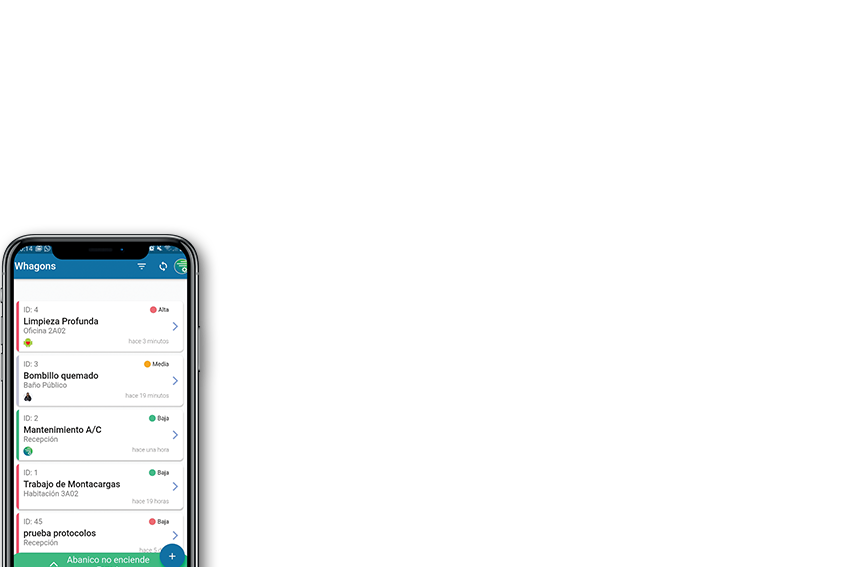 Whagons
ID: 4
Alta
Limpieza Profunda
Oficina 2A02
hace 3 minutos
ID: 3
Media
Bombillo quemado
Baño Público
hace 19 minutos
ID: 2
Baja
Mantenimiento A/C
Recepción
hace una hora
ID: 1
Baja
Trabajo de Montacargas
Habitación 3A02
hace 19 horas
ID: 45
Baja
prueba protocolos
Recepción
hace 5
+
Abanico no enciende